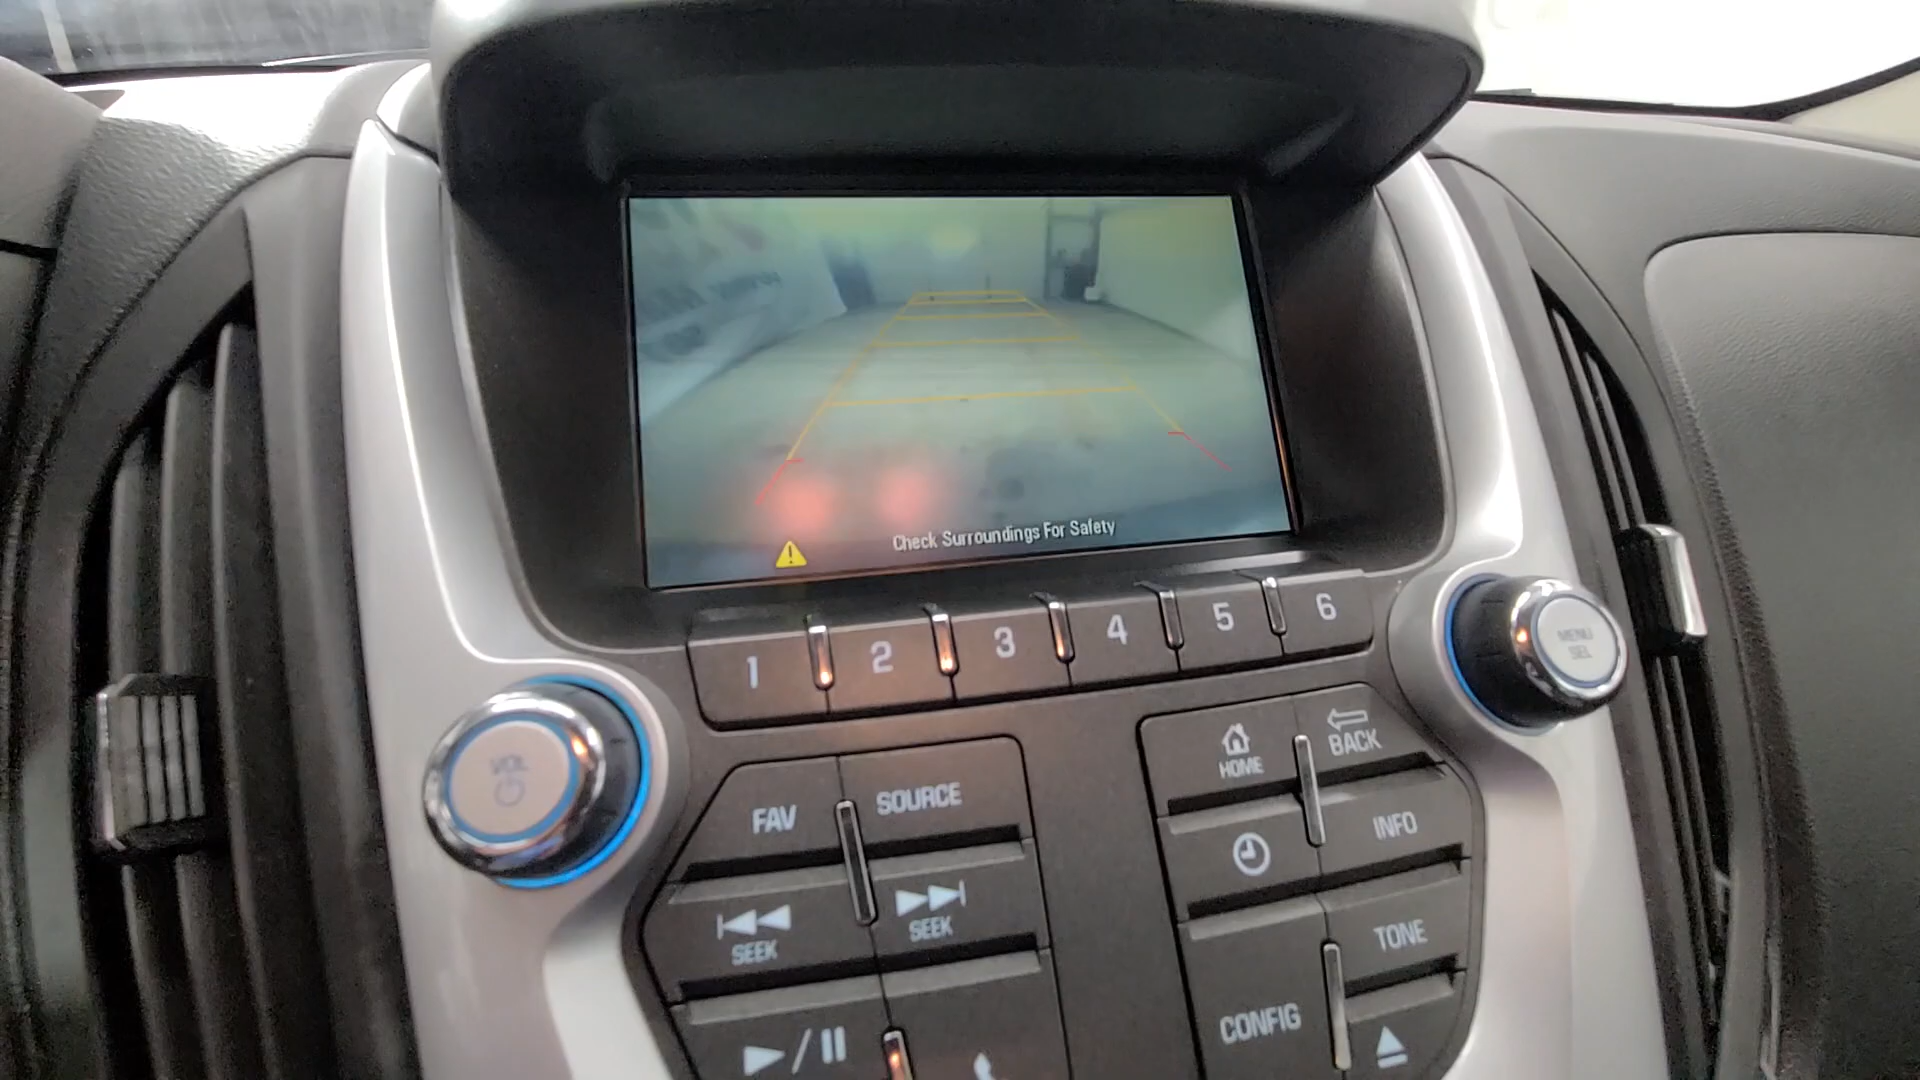 Check Surroundings For Safety
1 2 3 4 5 6
VOL
MENU
SEL
HOME
BACK
FAV
SOURCE
INFO
SEEK
SEEK
TONE
CONFIG